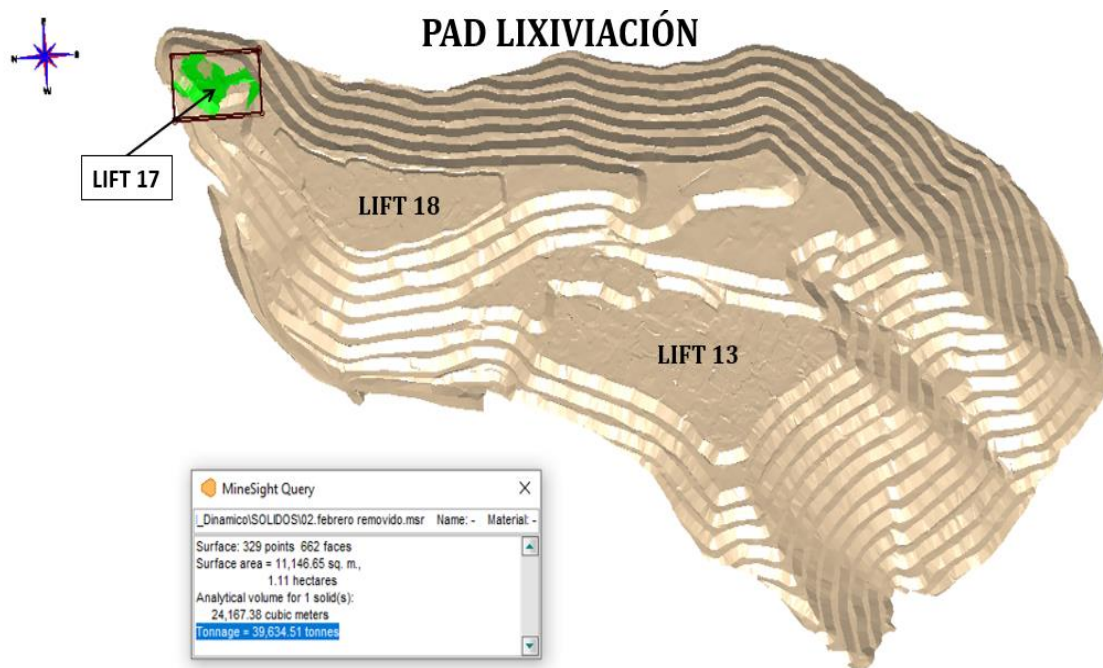 PAD LIXIVIACIÓN
LIFT 17
LIFT 18
LIFT 13
MineSight Query
_Dinamico\SOLIDOS\02.febrero removido.msr Name: - Material: -
Surface: 329 points 662 faces
Surface area = 11,146.65 sq. m.,
1.11 hectares
Analytical volume for 1 solid(s):
24,167.38 cubic meters
Tonnage = 39,634.51 tonnes